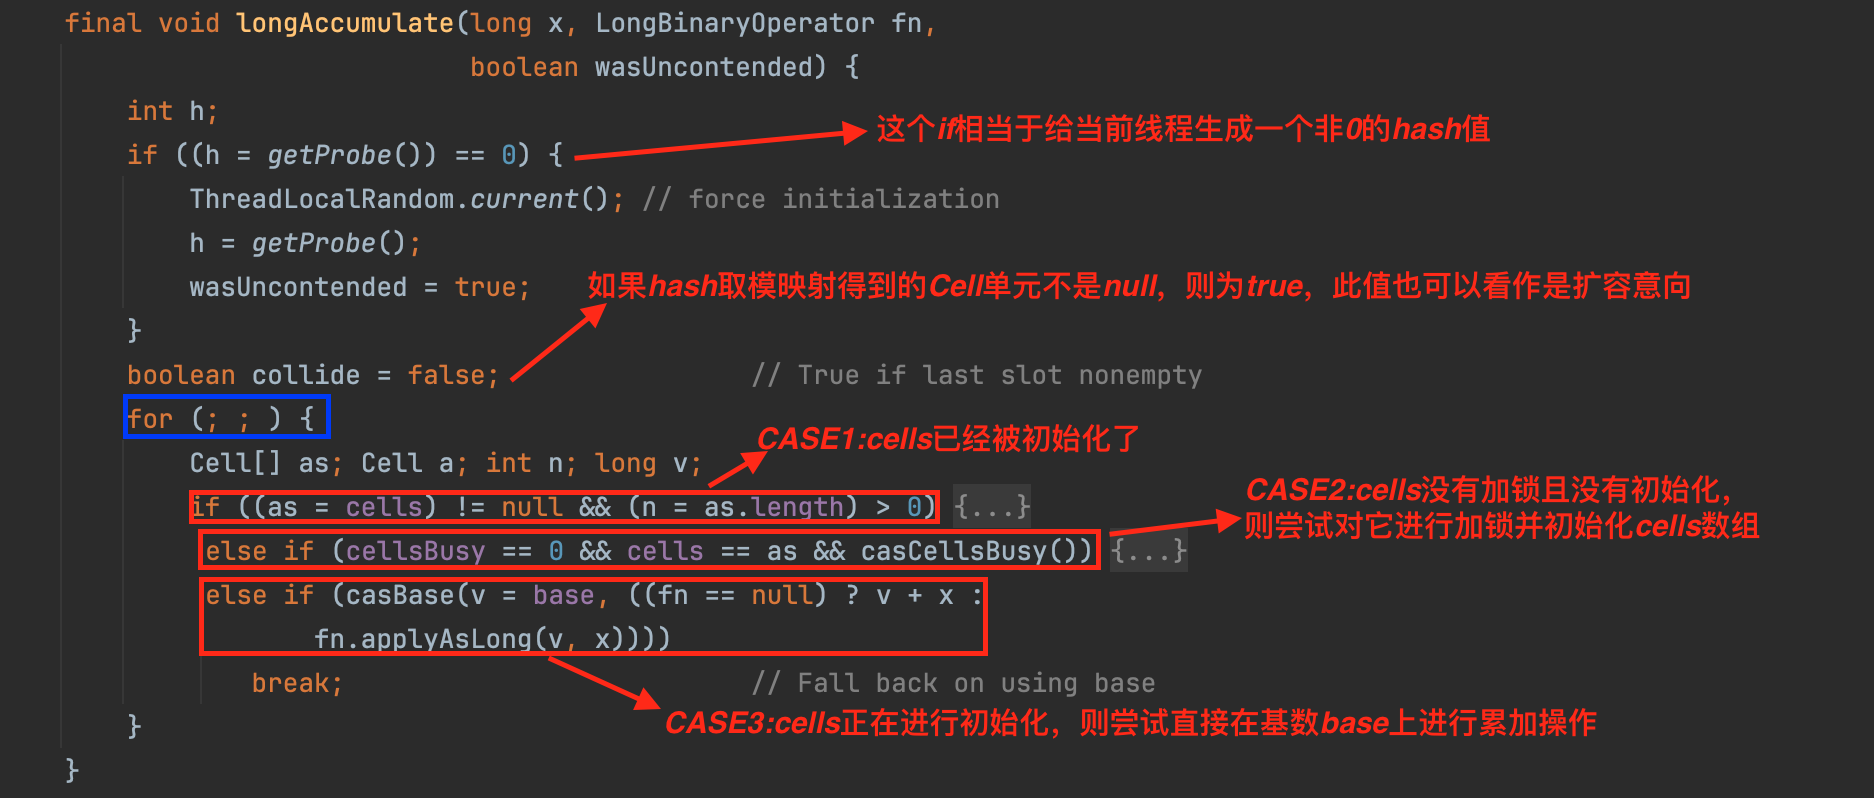 final void longAccumulate(long x, LongBinaryOperator fn,
boolean wasUncontended) {
int h;
这个if相当于给当前线程生成一个非0的hash值
if ((h = getProbe()) == 0) {
ThreadLocalRandom.current(); // force initialization
h = getProbe();
wasUncontended = true;
如果hash取模映射得到的Cell单元不是null，则为true，此值也可以看作是扩容意向
}
boolean collide = false; // True if last slot nonempty
for (; ; ) {
CASE1:cells已经被初始化了
Cell[] as; Cell a; int n; long v;
if ((as = cells) != null && (n = as.length) > 0) {...}
CASE2:cells没有加锁且没有初始化，
则尝试对它进行加锁并初始化cells数组
else if (cellsBusy == 0 && cells == as && casCellsBusy()) {...}
else if (casBase(v = base, ((fn == null) ? v + x :
fn.applyAsLong(v, x))))
break; // Fall back on using base
CASE3:cells正在进行初始化，则尝试直接在基数base上进行累加操作
}
}